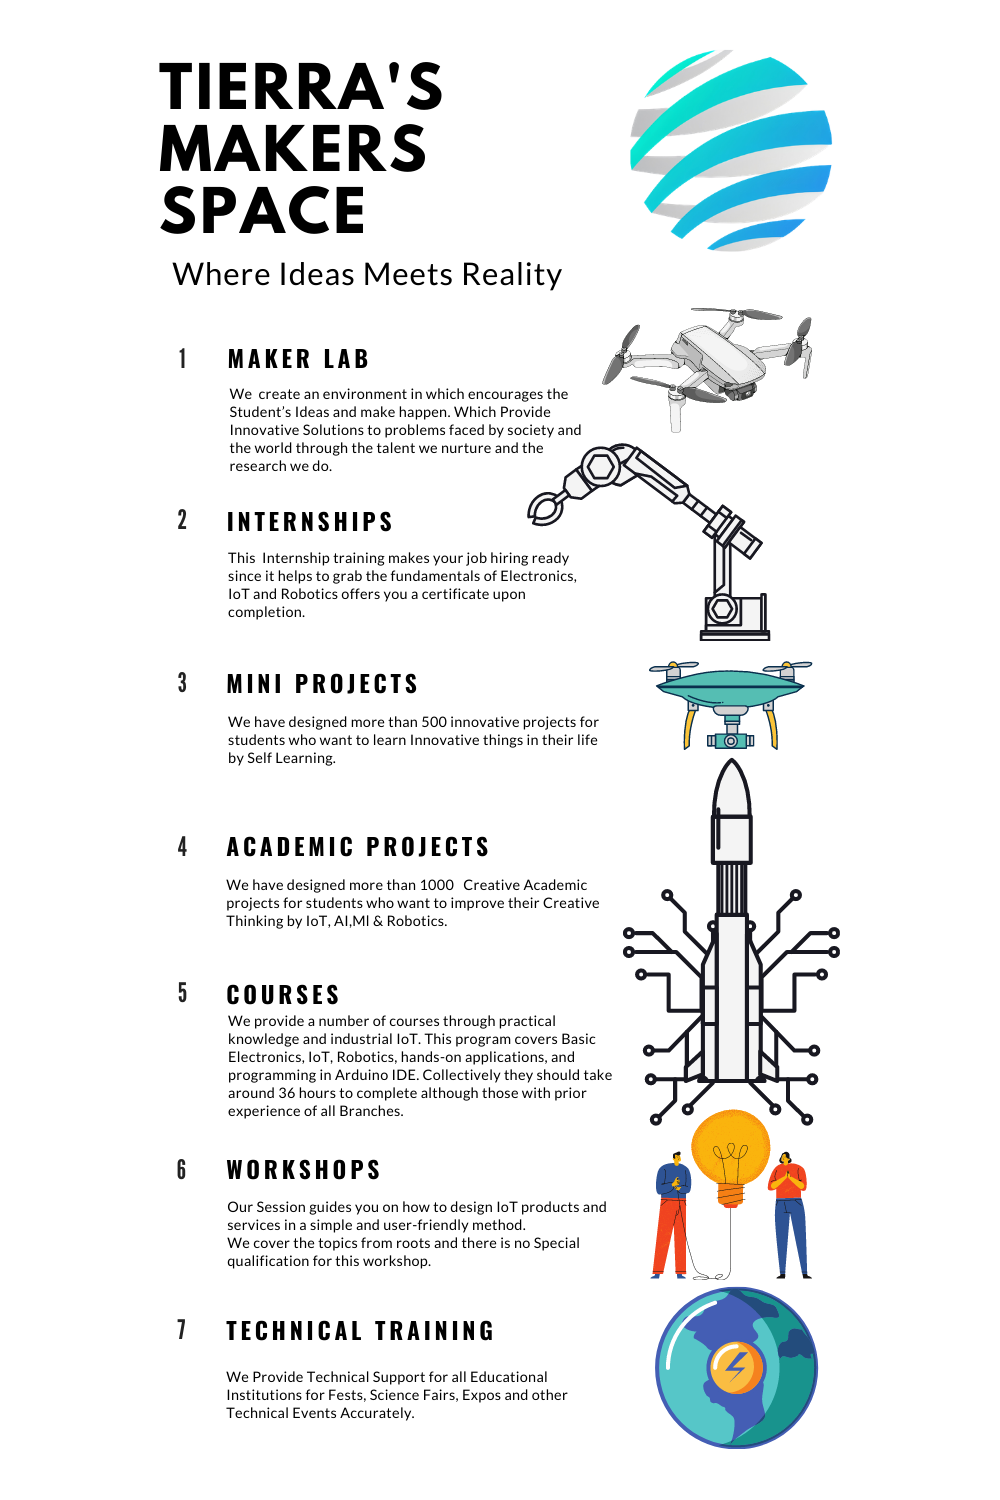 TIERRA'S
MAKERS
SPACE
Where Ideas Meets Reality
1 MAKER LAB
We create an environment in which encourages the
Student's Ideas and make happen. Which Provide
Innovative Solutions to problems faced by society and
the world through the talent we nurture and the
research we do.
2 INTERNSHIPS
This Internship training makes your job hiring ready
since it helps to grab the fundamentals of Electronics,
IoT and Robotics offers you a certificate upon
completion.
3 MINI PROJECTS
We have designed more than 500 innovative projects for
students who want to learn Innovative things in their life
by Self Learning.
4 ACADEMIC PROJECTS
We have designed more than 1000 Creative Academic
projects for students who want to improve their Creative
Thinking by IoT, AI,Ml & Robotics.
5 COURSES
We provide a number of courses through practical
knowledge and industrial IoT. This program covers Basic
Electronics, IoT, Robotics, hands-on applications, and
programming in Arduino IDE. Collectively they should take
around 36 hours to complete although those with prior
experience of all Branches.
6 WORKSHOPS
Our Session guides you on how to design IoT products and
services in a simple and user-friendly method.
We cover the topics from roots and there is no Special
qualification for this workshop.
7 TECHNICAL TRAINING
We Provide Technical Support for all Educational
Institutions for Fests, Science Fairs, Expos and other
Technical Events Accurately.